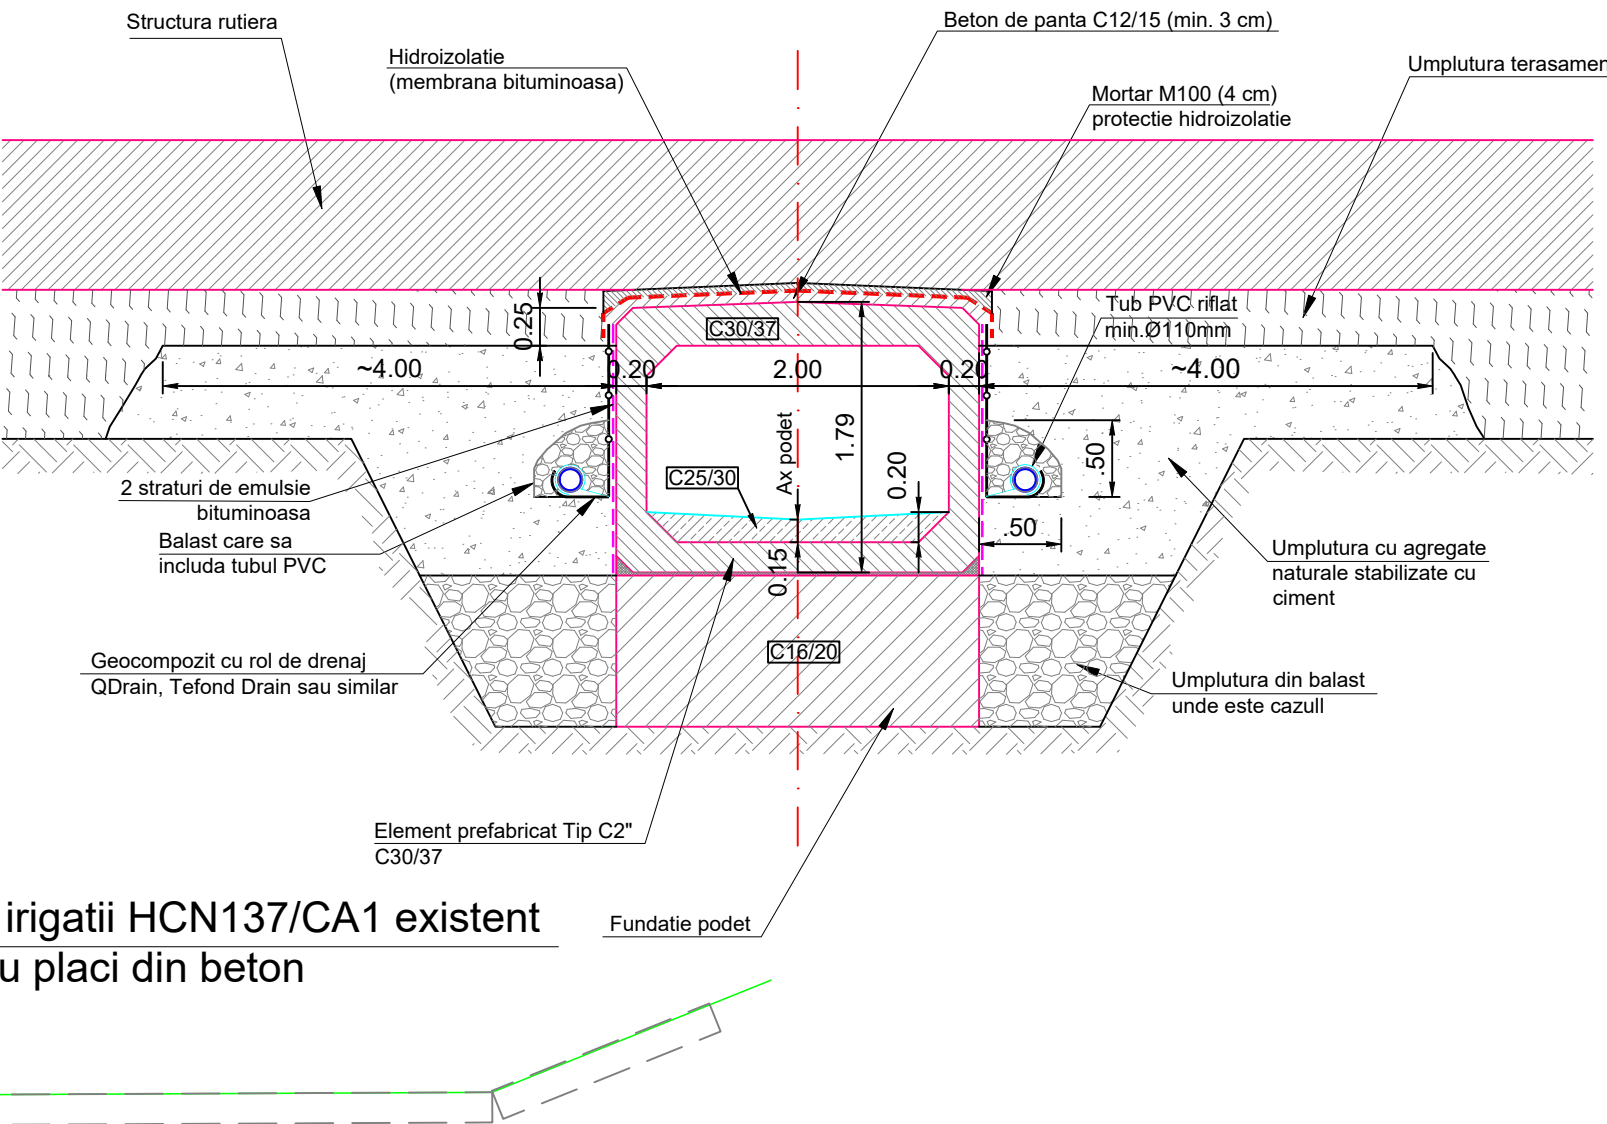 Structura rutiera
Beton de panta C12/15 (min. 3 cm)
Hidroizolatie
(membrana bituminoasa)
Umplutura terasamen
Mortar M100 (4 cm)
protectie hidroizolatie
Tub PVC riflat
min.Ø110mm
0.25
C30/37
~4.00
0.20
2.00
0.20
~4.00
1.79
Ax podet
0.20
.50
C25/30
2 straturi de emulsie
bituminoasa
.50
Balast care sa
includa tubul PVC
0.15
Umplutura cu agregate
naturale stabilizate cu
ciment
C16/20
Geocompozit cu rol de drenaj
QDrain, Tefond Drain sau similar
Umplutura din balast
unde este cazull
Element prefabricat Tip C2"
C30/37
Fundatie podet
irigatii HCN137/CA1 existent
u placi din beton